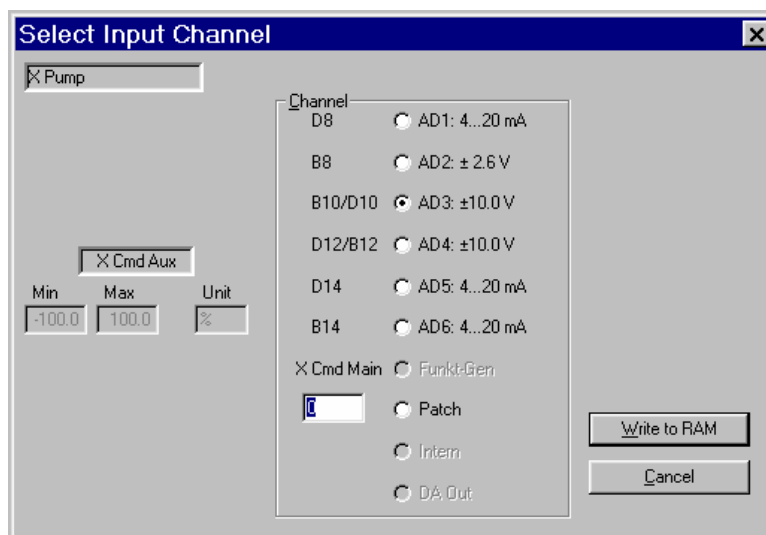 Select Input Channel
X Pump
Channel
D8 AD1: 4...20 mA
B8 AD2: ± 2.6 V
B10/D10 AD3: ±10.0 V
D12/B12 AD4: ±10.0 V
X Cmd Aux
Min Max Unit
-100.0 100.0 %
D14 AD5: 4...20 mA
B14 AD6: 4...20 mA
X Cmd Main Funkt-Gen
0 Patch
Intern
DA Out
Write to RAM
Cancel